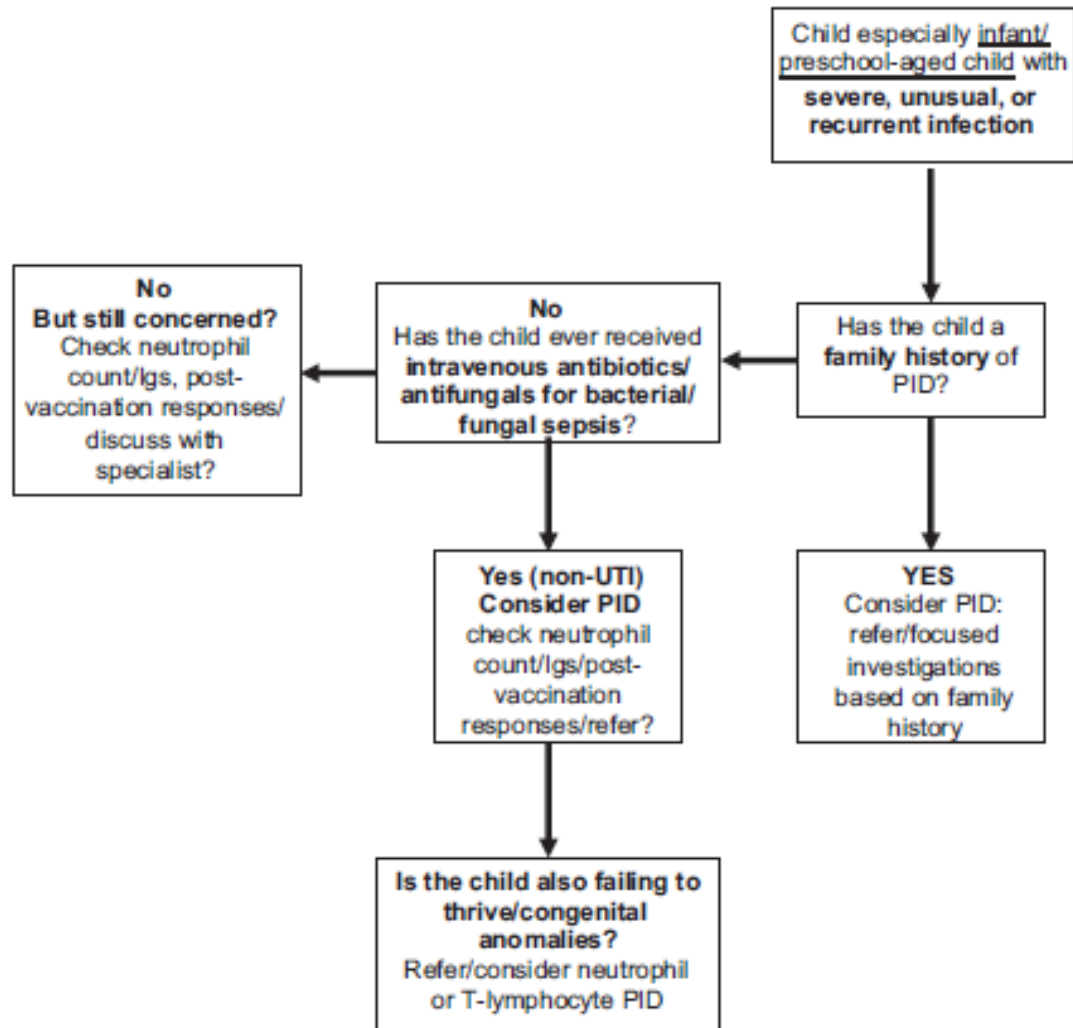 Child especially infant/
preschool-aged child with
severe, unusual, or
recurrent infection
No
But still concerned?
Check neutrophil
count/Igs, post-
vaccination responses/
discuss with
specialist?
No
Has the child ever received
intravenous antibiotics/
antifungals for bacterial/
fungal sepsis?
Has the child a
family history of
PID?
Yes (non-UTI)
Consider PID
check neutrophil
count/Igs/post-
vaccination
responses/refer?
YES
Consider PID:
refer/focused
investigations
based on family
history
Is the child also failing to
thrive/congenital
anomalies?
Refer/consider neutrophil
or T-lymphocyte PID